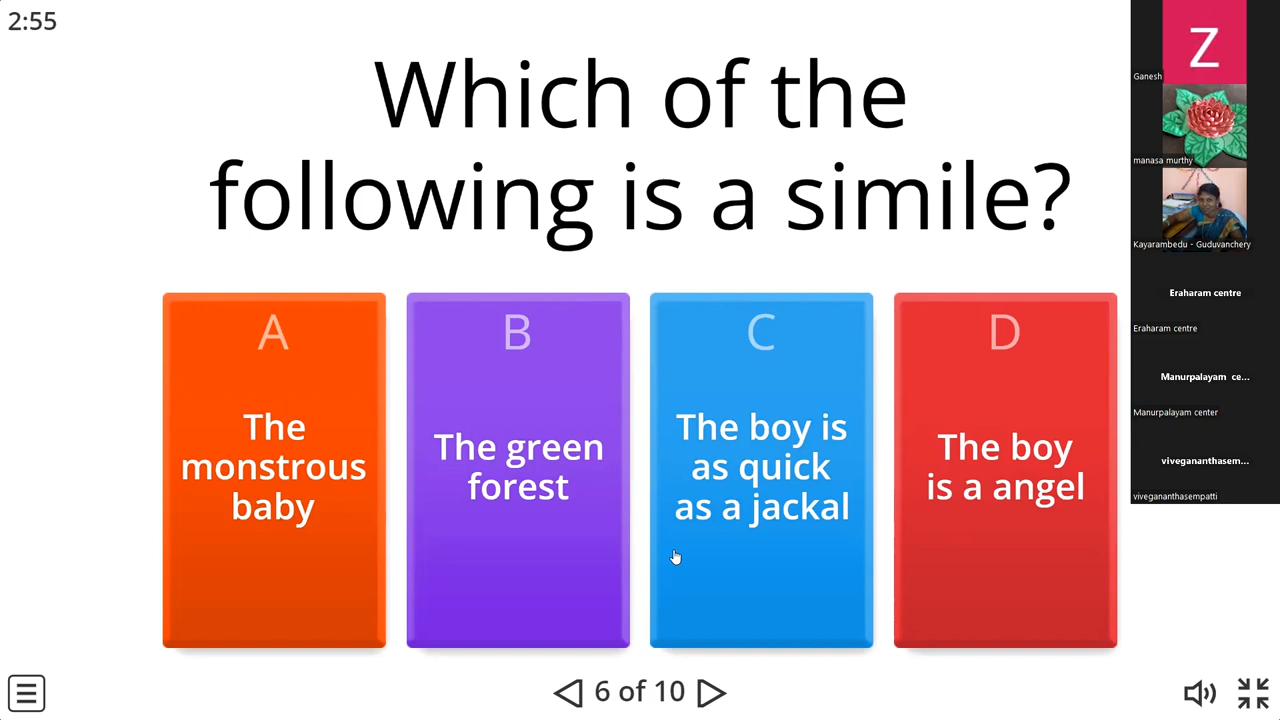 2:55
Which of the
following is a simile?
A
The
monstrous
baby
B
The green
forest
C
The boy is
as quick
as a jackal
D
The boy
is a angel
6 of 10
Z
Ganesh
manasa murthy
Kayarambedu - Guduvanchery
Eraharam centre
Eraharam centre
Manurpalayam ce...
Manurpalayam center
vivegananthasem...
vivegananthasempatti